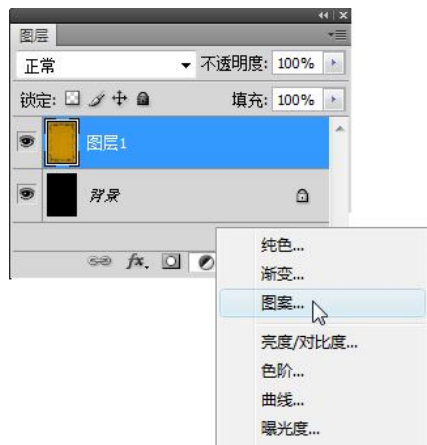 图层
正常 不透明度: 100%
锁定: 填充: 100%
图层1
背景
fx.
纯色...
渐变...
图案...
亮度/对比度...
色阶...
曲线...
曝光度...